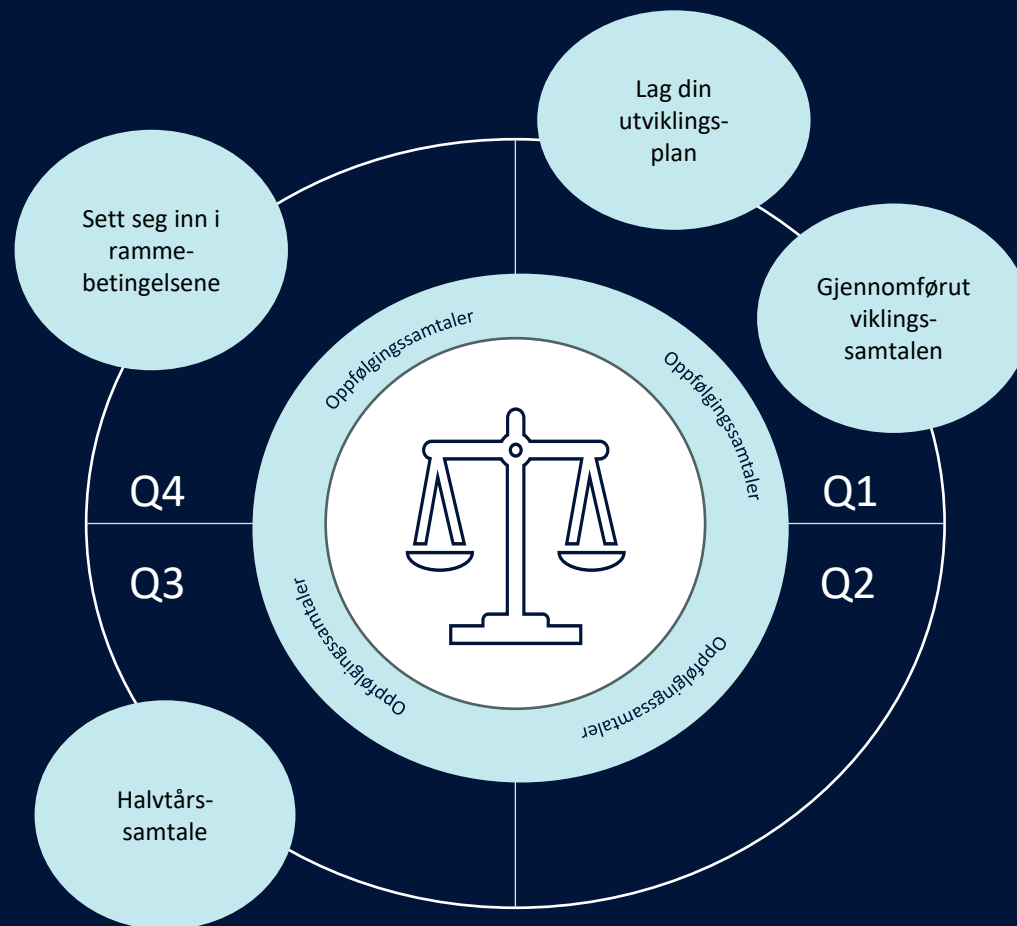 Lag din
utviklings-
plan
Sett seg inn i
ramme-
betingelsene
Gjennomførut
viklings-
samtalen
Oppfølgingssamtaler
Oppfølgingssamtaler
Q4
Q1
Q3
Q2
Oppfølgingssamtaler
Oppfølgingssamtaler
Halvtårs-
samtale